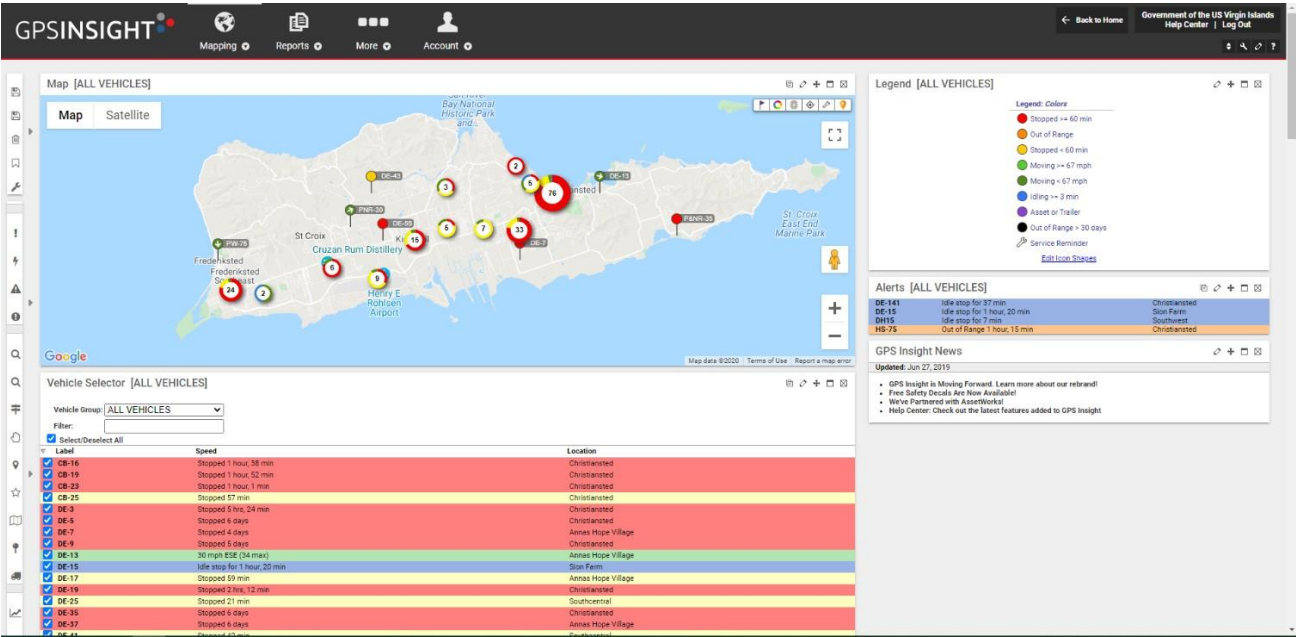 GPSINSIGHT
Mapping
Reports
More
Account
Back to Home
Government of the US Virgin Islands
Help Center | Log Out
Map [ALL VEHICLES]
Map Satellite
Bay National
Historic Park
and...
2
DE-43
3
5
76
DE-13
PNR-20
DE-55
P&NR-35
St Croix
15
5
7
33
DE-7
St. Croix
East End
Marine Park
PW-75
Cruzan Rum Distillery
Frederiksted
Frederiksted
6
9
24
2
Henry E
Rohlsen
Airport
Google
Map data ©2020 Terms of Use Report a map error
Vehicle Selector [ALL VEHICLES]
Vehicle Group: ALL VEHICLES
Filter:
Select/Deselect All
Label Speed Location
CB-16 Stopped 1 hour, 38 min Christiansted
CB-19 Stopped 1 hour, 52 min Christiansted
CB-23 Stopped 1 hour, 1 min Christiansted
CB-25 Stopped 57 min Christiansted
DE-3 Stopped 5 hrs, 24 min Christiansted
DE-5 Stopped 6 days Christiansted
DE-7 Stopped 4 days Annas Hope Village
DE-9 Stopped 5 days Christiansted
DE-13 30 mph ESE (34 max) Annas Hope Village
DE-15 Idle stop for 1 hour, 20 min Sion Farm
DE-17 Stopped 59 min Annas Hope Village
DE-19 Stopped 2 hrs, 12 min Christiansted
DE-25 Stopped 21 min Southcentral
DE-35 Stopped 6 days Christiansted
DE-37 Stopped 6 days Annas Hope Village
Legend [ALL VEHICLES]
Legend: Colors
Stopped >= 60 min
Out of Range
Stopped < 60 min
Moving >= 67 mph
Moving < 67 mph
Idling >= 3 min
Asset or Trailer
Out of Range > 30 days
Service Reminder
Edit Icon Shapes
Alerts [ALL VEHICLES]
DE-141 Idle stop for 37 min Christiansted
DE-15 Idle stop for 1 hour, 20 min Sion Farm
DH15 Idle stop for 7 min Southwest
HS-75 Out of Range 1 hour, 15 min Christiansted
GPS Insight News
Updated: Jun 27, 2019
GPS Insight is Moving Forward. Learn more about our rebrand!
Free Safety Decals Are Now Available!
We've Partnered with AssetWorks!
Help Center: Check out the latest features added to GPS Insight